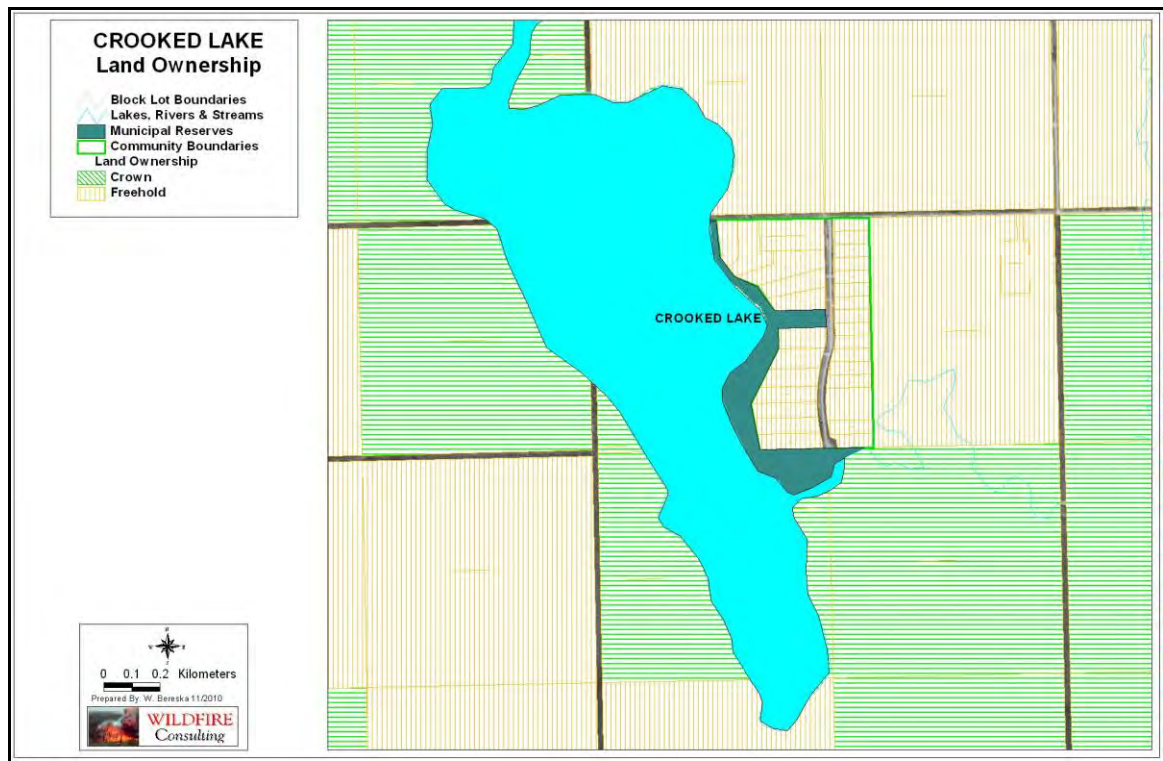 CROOKED LAKE
Land Ownership
Block Lot Boundaries
Lakes, Rivers & Streams
Municipal Reserves
Community Boundaries
Land Ownership
Crown
Freehold
CROOKED LAKE
0 0.1 0.2 Kilometers
Prepared By: W. Bereska 11/2010
WILDFIRE
Consulting